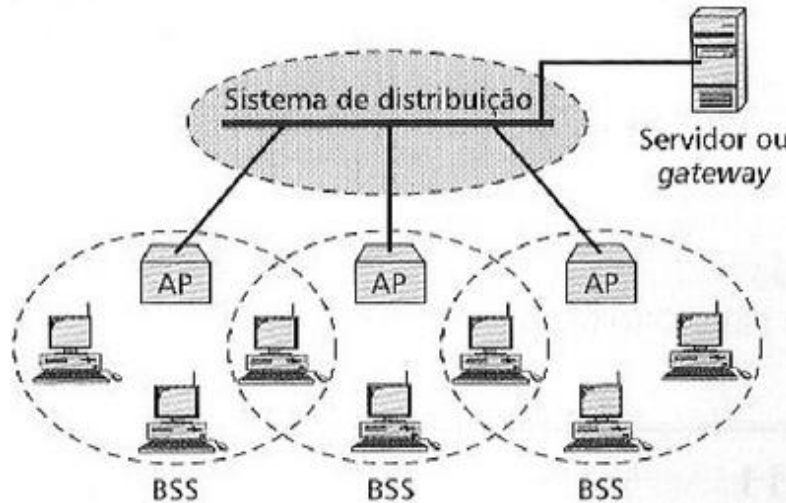 Sistema de distribuição
Servidor ou
gateway
AP
AP
AP
BSS
BSS
BSS